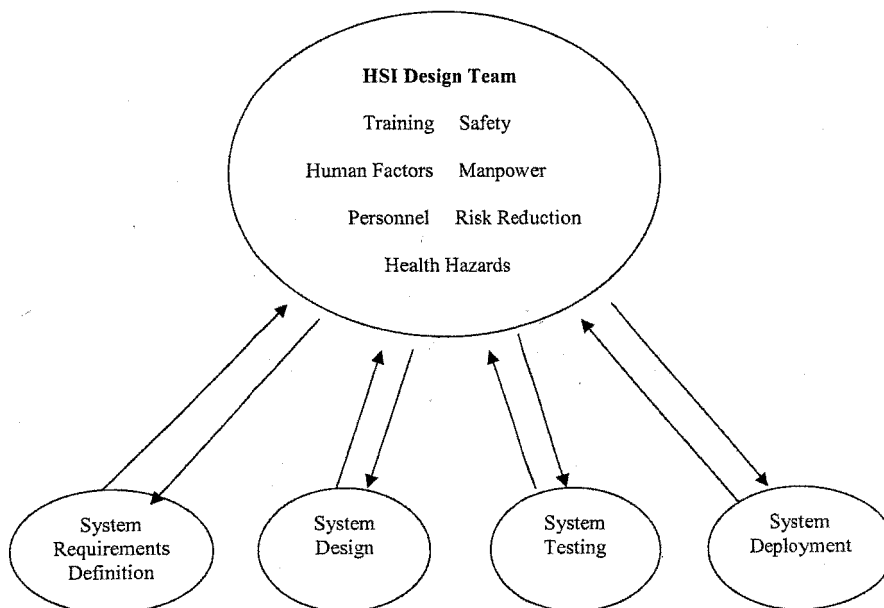 HSI Design Team
Training Safety
Human Factors Manpower
Personnel Risk Reduction
Health Hazards
System
Requirements
Definition
System
Design
System
Testing
System
Deployment